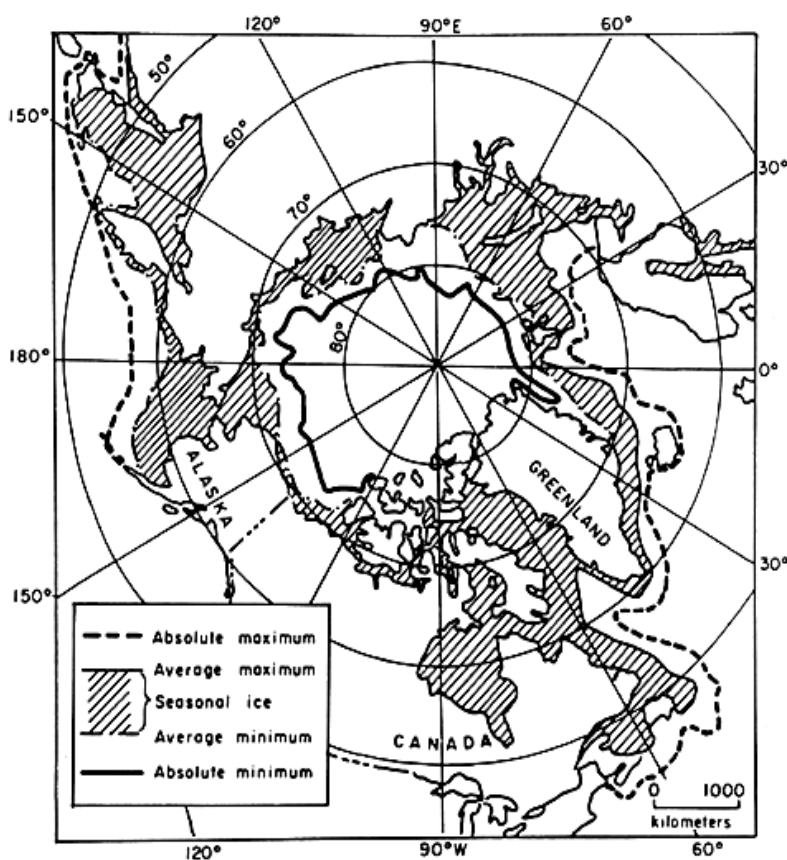 120°
90°E
60°
50°
150°
60°
30°
70°
80°
180°
0°
ALASKA
GREENLAND
150°
30°
Absolute maximum
Average maximum
Seasonal ice
Average minimum
Absolute minimum
CANADA
0 1000
kilometers
120°
90°W
60°